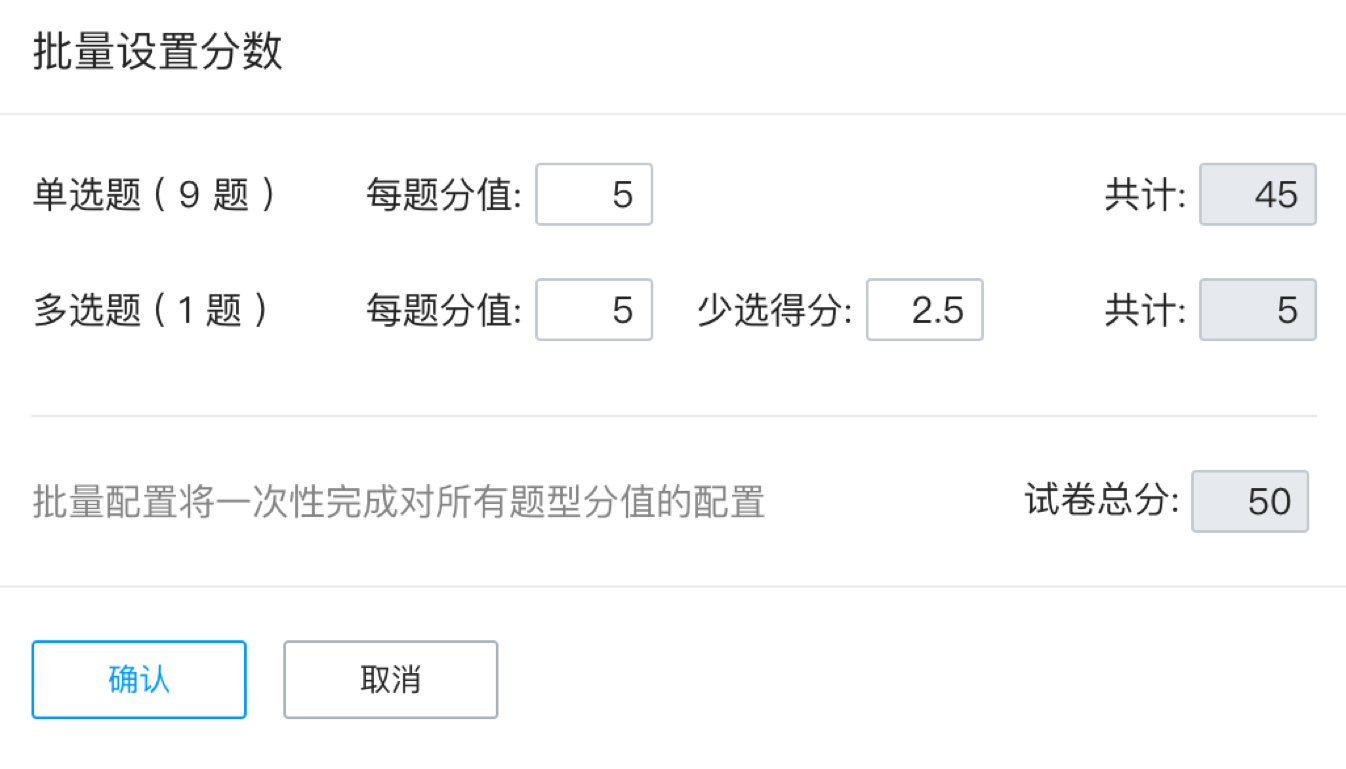 批量设置分数
单选题（9 题） 每题分值: 5 共计: 45
多选题（1 题） 每题分值: 5 少选得分: 2.5 共计: 5
批量配置将一次性完成对所有题型分值的配置 试卷总分: 50
确认 取消